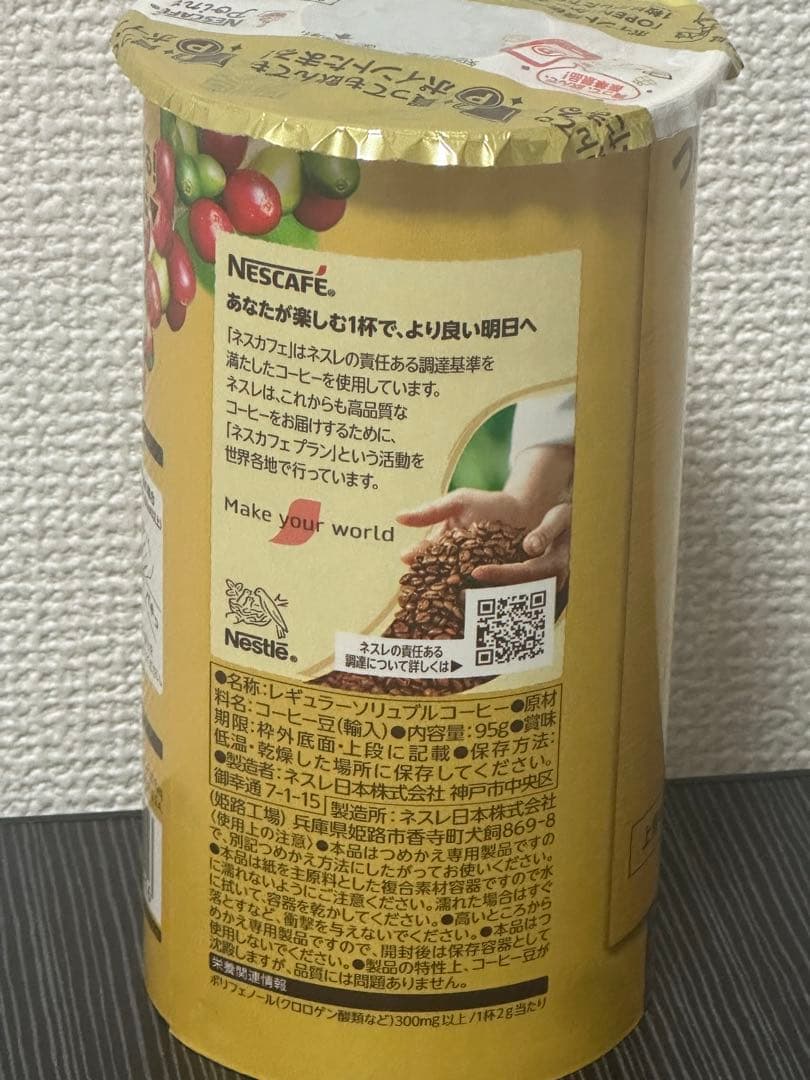 NESCAFÉ
買っても飲んでも
ポイントたまる!
NESCAFÉ®
あなたが楽しむ1杯で、より良い明日へ
「ネスカフェ」はネスレの責任ある調達基準を
満たしたコーヒーを使用しています。
ネスレは、これからも高品質な
コーヒーをお届けするために、
「ネスカフェ プラン」という活動を
世界各地で行っています。
Make your world
Nestlé®
ネスレの責任ある
調達について詳しくは▶
●名称:レギュラーソリュブルコーヒー●原材
料名:コーヒー豆(輸入)●内容量:95g●賞味
期限:枠外底面・上段に記載●保存方法:
低温・乾燥した場所に保存してください。
●製造者:ネスレ日本株式会社 神戸市中央区
御幸通7-1-15 製造所:ネスレ日本株式会社
(姫路工場) 兵庫県姫路市香寺町犬飼869-8
〈使用上の注意〉●本品はつめかえ専用製品ですの
で、別記つめかえ方法にしたがってお使いください。
●本品は紙を主原料とした複合素材容器ですので水
に濡れないようにご注意ください。濡れた場合はすぐ
に拭いて、容器を乾かしてください。●高いところから
落とすなど、衝撃を与えないでください。●本品はつ
めかえ専用製品ですので、開封後は保存容器として
使用しないでください。●製品の特性上、コーヒー豆が
沈殿しますが、品質には問題ありません。
栄養関連情報
ポリフェノール(クロロゲン酸類など)300mg以上/1杯2g当たり